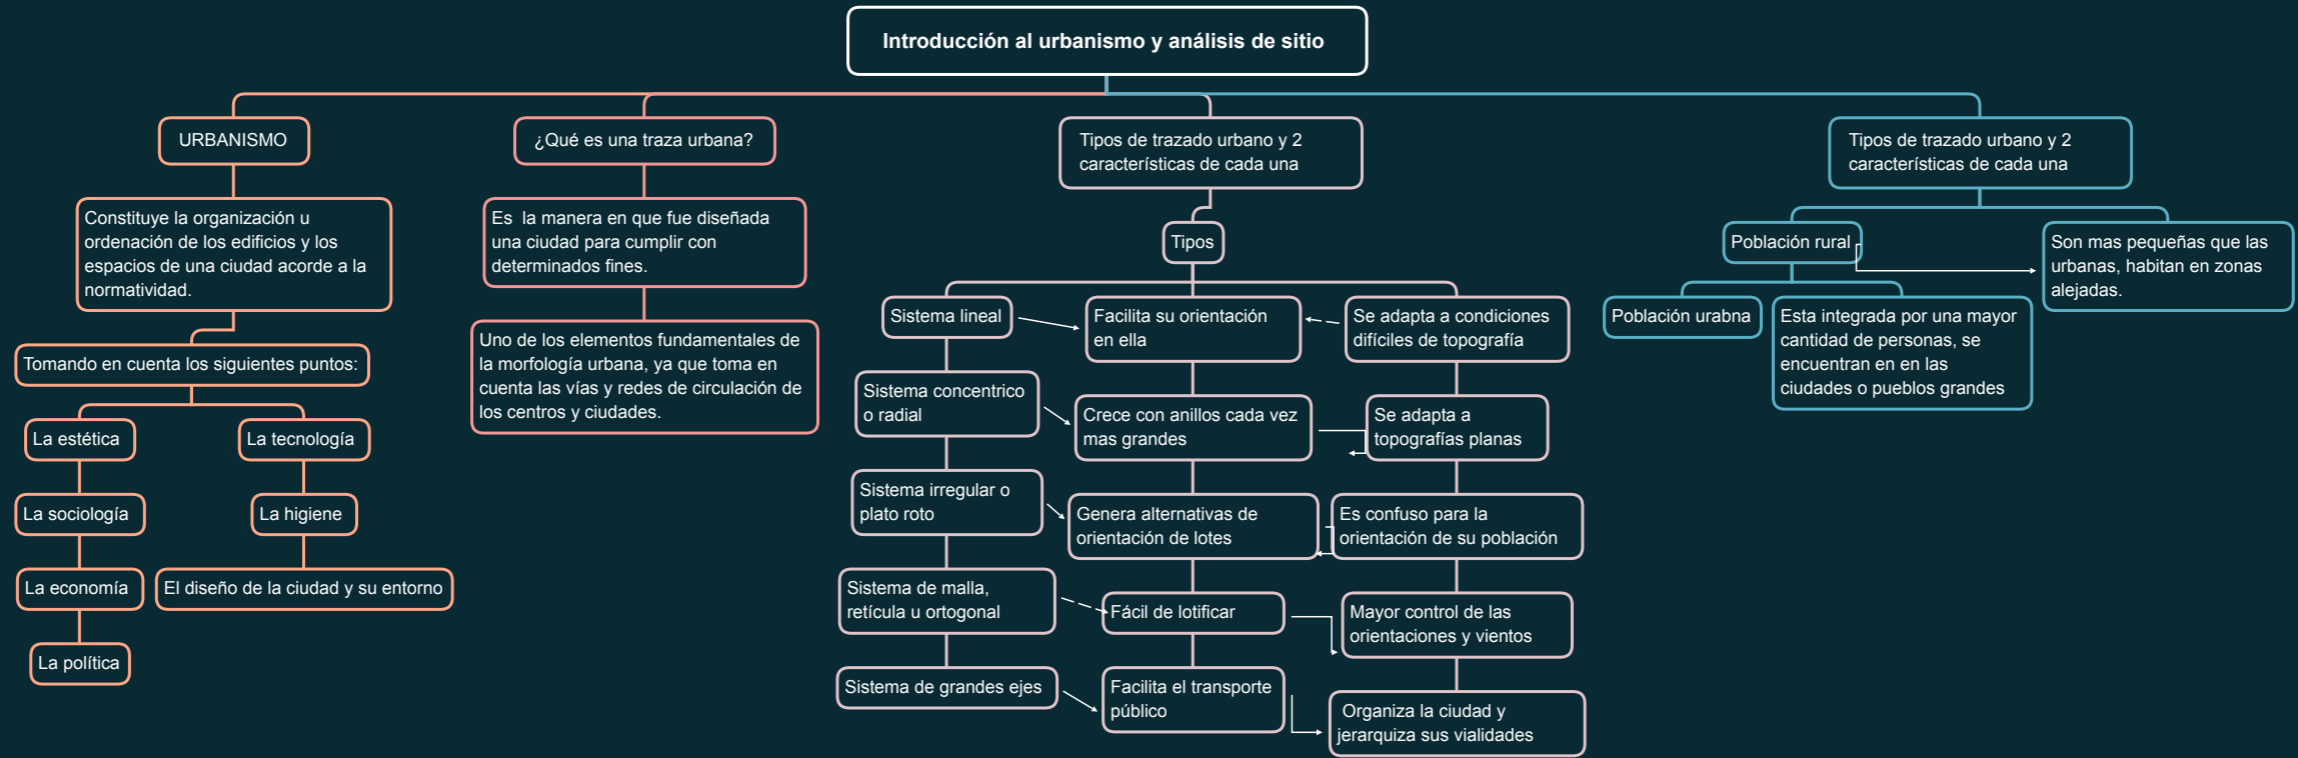 Introducción al urbanismo y análisis de sitio
URBANISMO
Constituye la organización u
ordenación de los edificios y los
espacios de una ciudad acorde a la
normatividad.
Tomando en cuenta los siguientes puntos:
La estética
La sociología
La economía
La política
La tecnología
La higiene
El diseño de la ciudad y su entorno
¿Qué es una traza urbana?
Es  la manera en que fue diseñada
una ciudad para cumplir con
determinados fines.
Uno de los elementos fundamentales de
la morfología urbana, ya que toma en
cuenta las vías y redes de circulación de
los centros y ciudades.
Tipos de trazado urbano y 2
características de cada una
Tipos
Sistema lineal
Facilita su orientación
en ella
Se adapta a condiciones
difíciles de topografía
Sistema concentrico
o radial
Crece con anillos cada vez
mas grandes
Se adapta a
topografías planas
Sistema irregular o
plato roto
Genera alternativas de
orientación de lotes
Es confuso para la
orientación de su población
Sistema de malla,
retícula u ortogonal
Fácil de lotificar
Mayor control de las
orientaciones y vientos
Sistema de grandes ejes
Facilita el transporte
público
Organiza la ciudad y
jerarquiza sus vialidades
Tipos de trazado urbano y 2
características de cada una
Población rural
Son mas pequeñas que las
urbanas, habitan en zonas
alejadas.
Población urabna
Esta integrada por una mayor
cantidad de personas, se
encuentran en en las
ciudades o pueblos grandes